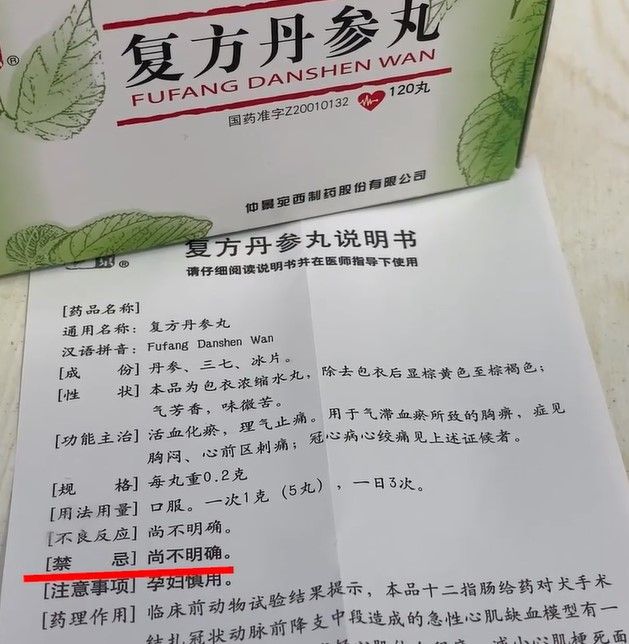 ®
复方丹参丸
FUFANG DANSHEN WAN
国药准字Z20010132 120丸
仲景宛西制药股份有限公司
® 复方丹参丸说明书
请仔细阅读说明书并在医师指导下使用
[药品名称]
通用名称：复方丹参丸
汉语拼音：Fufang Danshen Wan
[成 份] 丹参、三七、冰片。
[性 状] 本品为包衣浓缩水丸，除去包衣后显棕黄色至棕褐色；
气芳香，味微苦。
[功能主治] 活血化瘀，理气止痛。用于气滞血瘀所致的胸痹，症见
胸闷、心前区刺痛；冠心病心绞痛见上述证候者。
[规 格] 每丸重0.2克
[用法用量] 口服。一次1克（5丸），一日3次。
[不良反应] 尚不明确。
[禁 忌] 尚不明确。
[注意事项] 孕妇慎用。
[药理作用] 临床前动物试验结果提示，本品十二指肠给药对犬手术
结扎冠状动脉前降支中段造成的急性心肌缺血模型有一
减小心肌梗死面